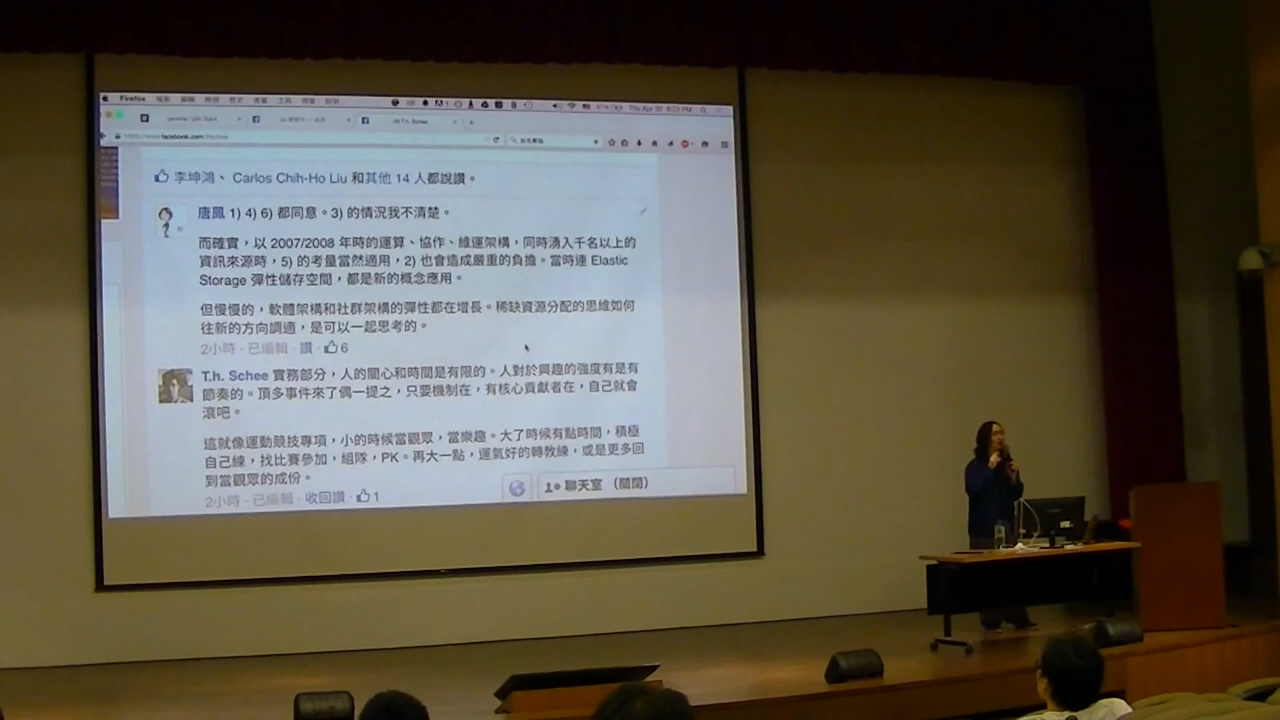 Firefox
Thu Apr 30
T.h. Schee
facebook.com
李坤鴻、 Carlos Chih-Ho Liu 和其他 14 人都說讚。
唐鳳 1) 4) 6) 都同意。3) 的情況我不清楚。
而確實，以 2007/2008 年時的運算、協作、維運架構，同時湧入千名以上的
資訊來源時，5) 的考量當然適用，2) 也會造成嚴重的負擔。當時連 Elastic
Storage 彈性儲存空間，都是新的概念應用。
但慢慢的，軟體架構和社群架構的彈性都在增長。稀缺資源分配的思維如何
往新的方向調適，是可以一起思考的。
2小時 · 已編輯 · 讚 · 6
T.h. Schee 實務部分，人的關心和時間是有限的。人對於興趣的強度有是有
節奏的。頂多事件來了偶一提之，只要機制在，有核心貢獻者在，自己就會
滾吧。
這就像運動競技專項，小的時候當觀眾，當樂趣。大了時候有點時間，積極
自己練，找比賽參加，組隊，PK。再大一點，運氣好的轉教練，或是更多回
到當觀眾的成份。
2小時 · 已編輯 · 收回讚 · 1
聊天室 （關閉）